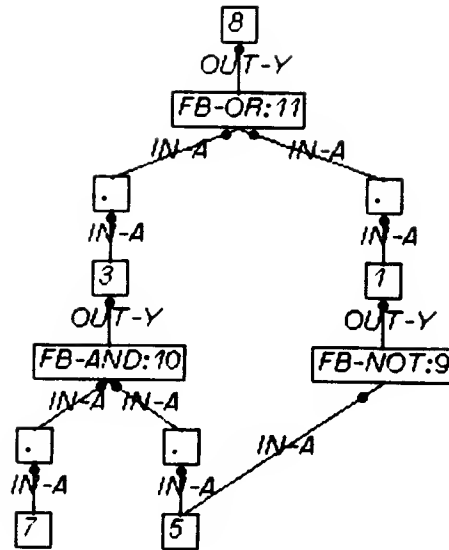 8
OUT-Y
FB-OR:11
IN-A IN-A
. .
IN-A IN-A
3 1
OUT-Y OUT-Y
FB-AND:10 FB-NOT:9
IN-A IN-A
. . IN-A
IN-A IN-A
7 5